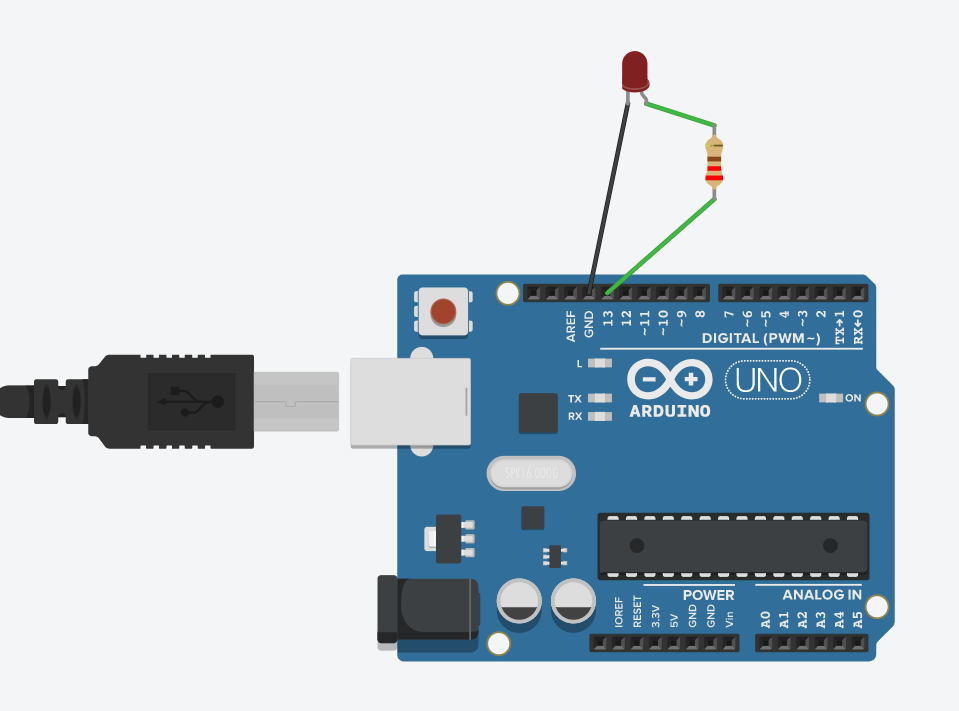 AREF
GND
13
12
~11
~10
~9
8
7
~6
~5
4
~3
2
TX→1
RX←0
DIGITAL (PWM~)
L
TX
RX
ARDUINO
UNO
ON
SPK16.000G
POWER
ANALOG IN
IOREF
RESET
3.3V
5V
GND
GND
Vin
A0
A1
A2
A3
A4
A5